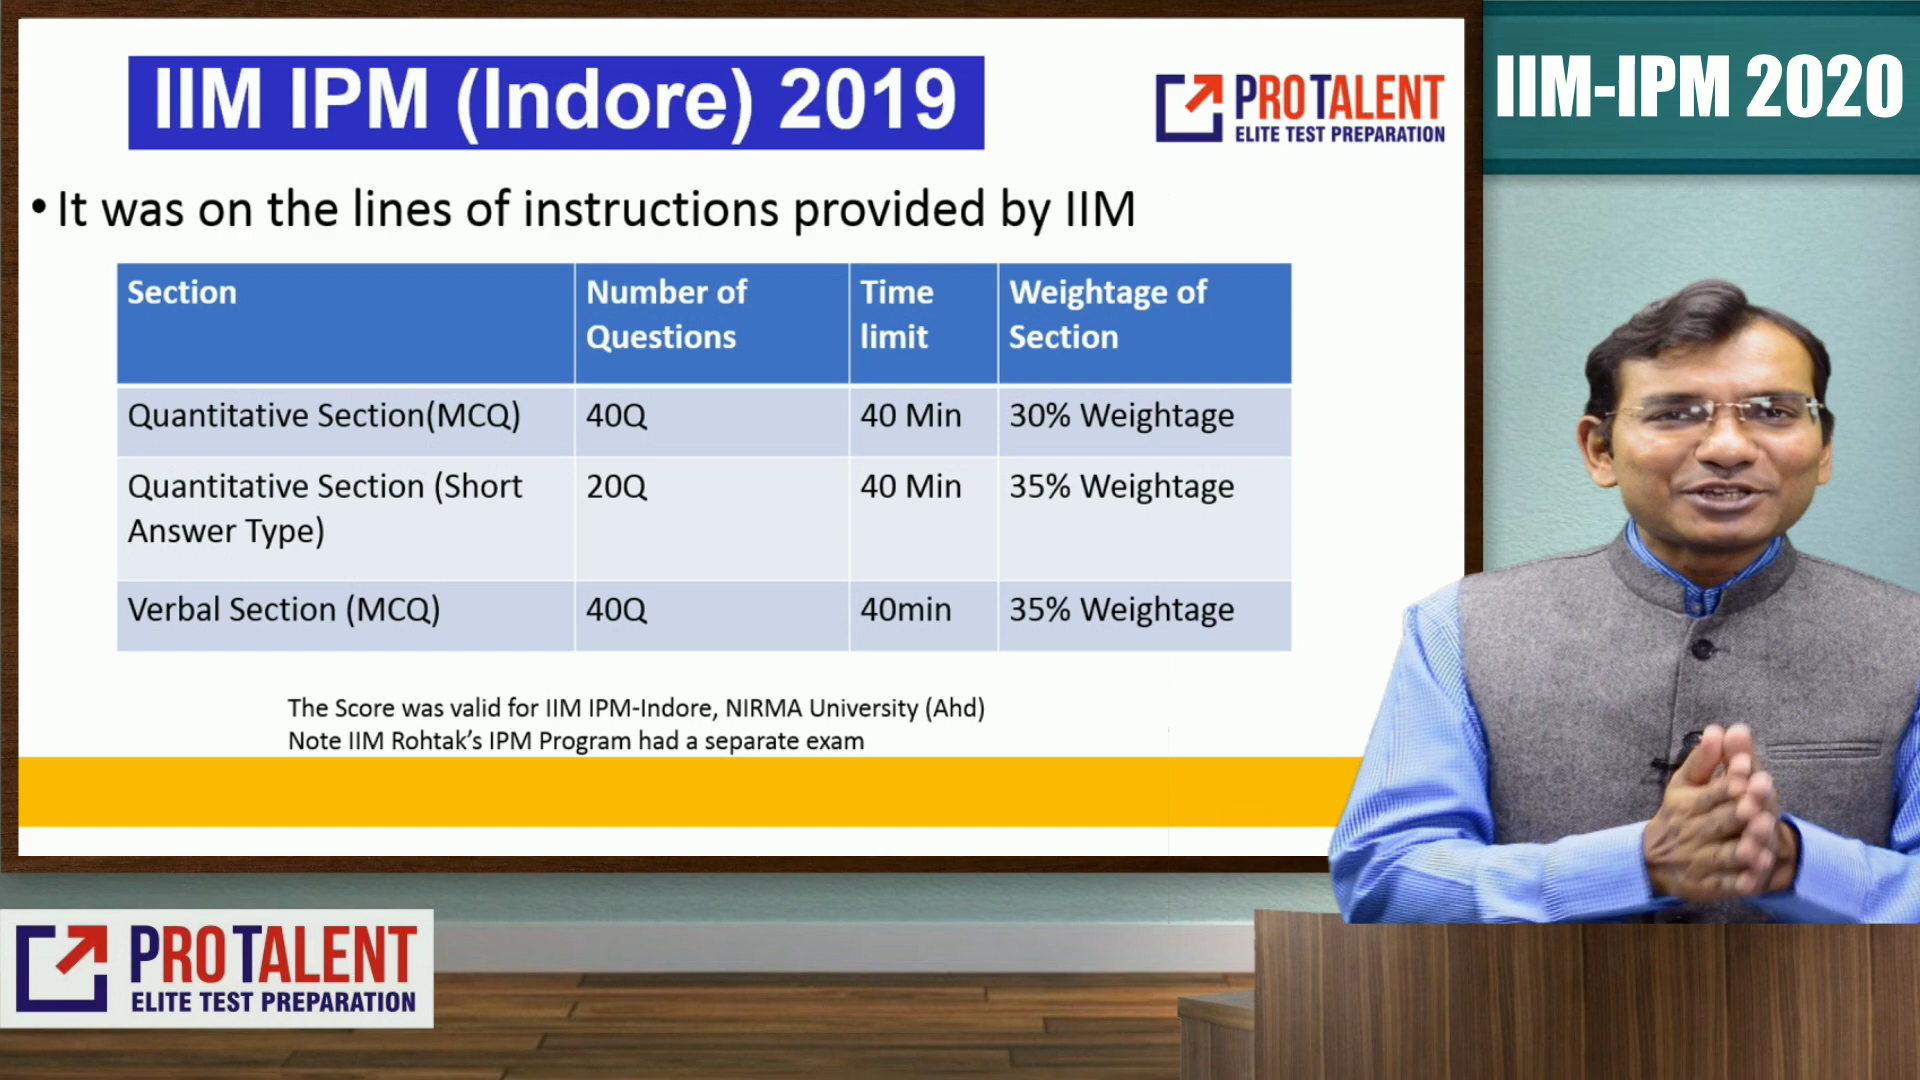 IIM IPM (Indore) 2019
PROTALENT
ELITE TEST PREPARATION
IIM-IPM 2020
• It was on the lines of instructions provided by IIM
Section
Number of
Questions
Time
limit
Weightage of
Section
Quantitative Section(MCQ)
40Q
40 Min
30% Weightage
Quantitative Section (Short
Answer Type)
20Q
40 Min
35% Weightage
Verbal Section (MCQ)
40Q
40min
35% Weightage
The Score was valid for IIM IPM-Indore, NIRMA University (Ahd)
Note IIM Rohtak's IPM Program had a separate exam
PROTALENT
ELITE TEST PREPARATION